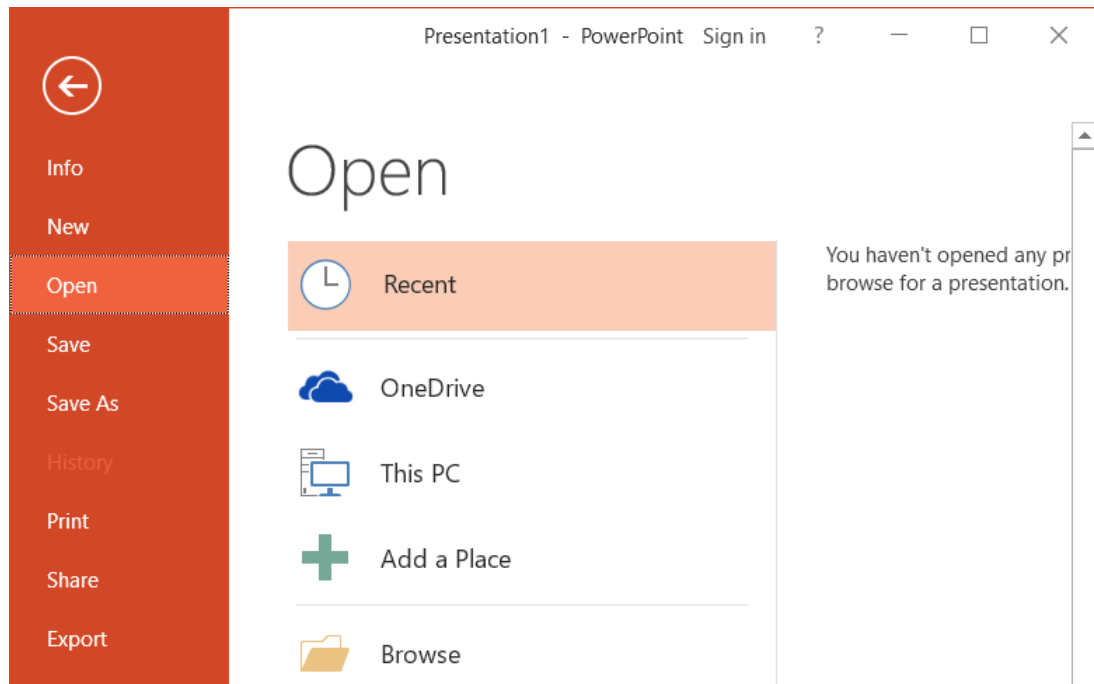 Presentation1 - PowerPoint Sign in ?
Info
New
Open
Save
Save As
History
Print
Share
Export
Open
Recent
OneDrive
This PC
Add a Place
Browse
You haven't opened any pr
browse for a presentation.